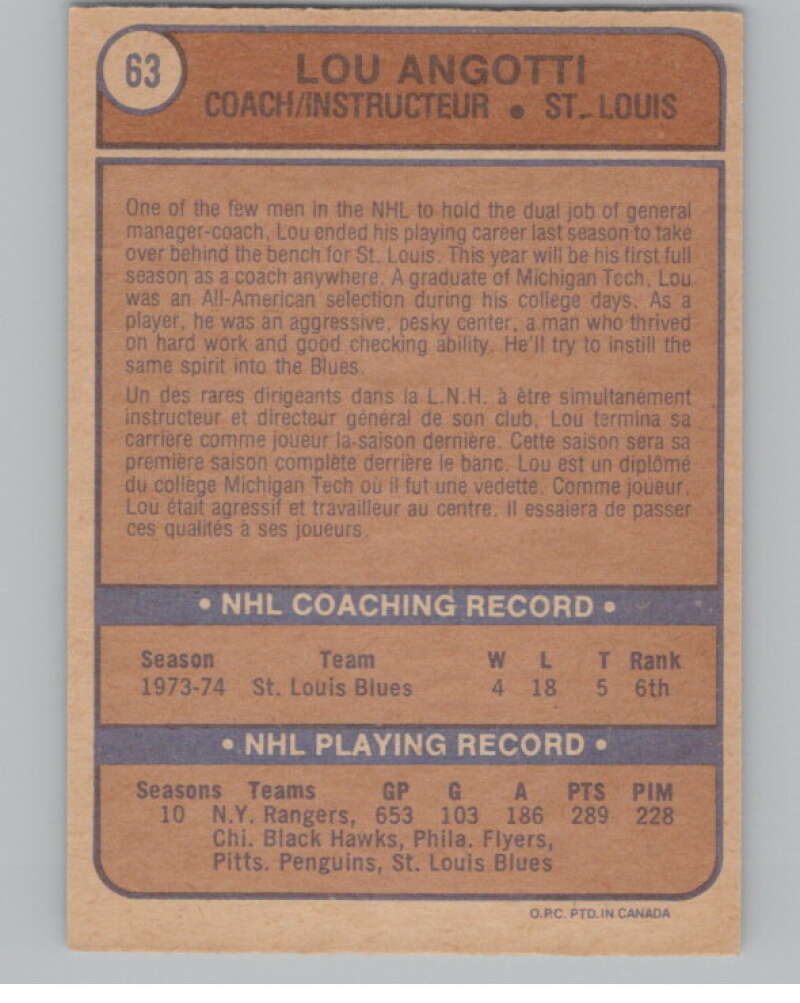 63
LOU ANGOTTI
COACH/INSTRUCTEUR • ST. LOUIS
One of the few men in the NHL to hold the dual job of general
manager-coach, Lou ended his playing career last season to take
over behind the bench for St. Louis. This year will be his first full
season as a coach anywhere. A graduate of Michigan Tech, Lou
was an All-American selection during his college days. As a
player, he was an aggressive, pesky center, a man who thrived
on hard work and good checking ability. He'll try to instill the
same spirit into the Blues.
Un des rares dirigeants dans la L.N.H. à être simultanément
instructeur et directeur général de son club, Lou termina sa
carrière comme joueur la saison dernière. Cette saison sera sa
première saison complète derrière le banc. Lou est un diplômé
du collège Michigan Tech où il fut une vedette. Comme joueur,
Lou était agressif et travailleur au centre. Il essaiera de passer
ces qualités à ses joueurs.
• NHL COACHING RECORD •
Season Team W L T Rank
1973-74 St. Louis Blues 4 18 5 6th
• NHL PLAYING RECORD •
Seasons Teams GP G A PTS PIM
10 N.Y. Rangers, 653 103 186 289 228
Chi. Black Hawks, Phila. Flyers,
Pitts. Penguins, St. Louis Blues
O.P.C. PTD. IN CANADA